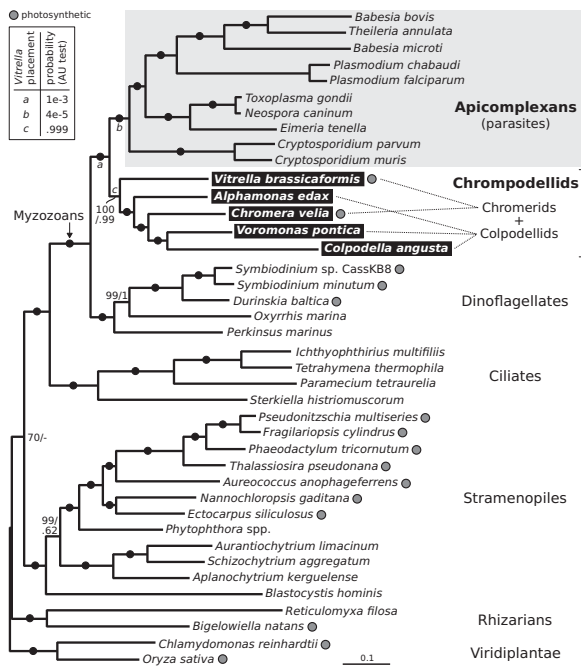 photosynthetic
Vitrella placement
probability (AU test)
a 1e-3
b 4e-5
c .999
Babesia bovis
Theileria annulata
Babesia microti
Plasmodium chabaudi
Plasmodium falciparum
Toxoplasma gondii
Neospora caninum
Eimeria tenella
Cryptosporidium parvum
Cryptosporidium muris
Apicomplexans
(parasites)
b
a
c
100
/.99
Vitrella brassicaformis
Alphamonas edax
Chromera velia
Voromonas pontica
Colpodella angusta
Chrompodellids
Chromerids
+
Colpodellids
Myzozoans
99/1
Symbiodinium sp. CassKB8
Symbiodinium minutum
Durinskia baltica
Oxyrrhis marina
Perkinsus marinus
Dinoflagellates
Ichthyophthirius multifiliis
Tetrahymena thermophila
Paramecium tetraurelia
Sterkiella histriomuscorum
Ciliates
70/-
Pseudonitzschia multiseries
Fragilariopsis cylindrus
Phaeodactylum tricornutum
Thalassiosira pseudonana
Aureococcus anophageferrens
Nannochloropsis gaditana
Ectocarpus siliculosus
Phytophthora spp.
99/
.62
Aurantiochytrium limacinum
Schizochytrium aggregatum
Aplanochytrium kerguelense
Blastocystis hominis
Stramenopiles
Reticulomyxa filosa
Bigelowiella natans
Rhizarians
Chlamydomonas reinhardtii
Oryza sativa
Viridiplantae
0.1